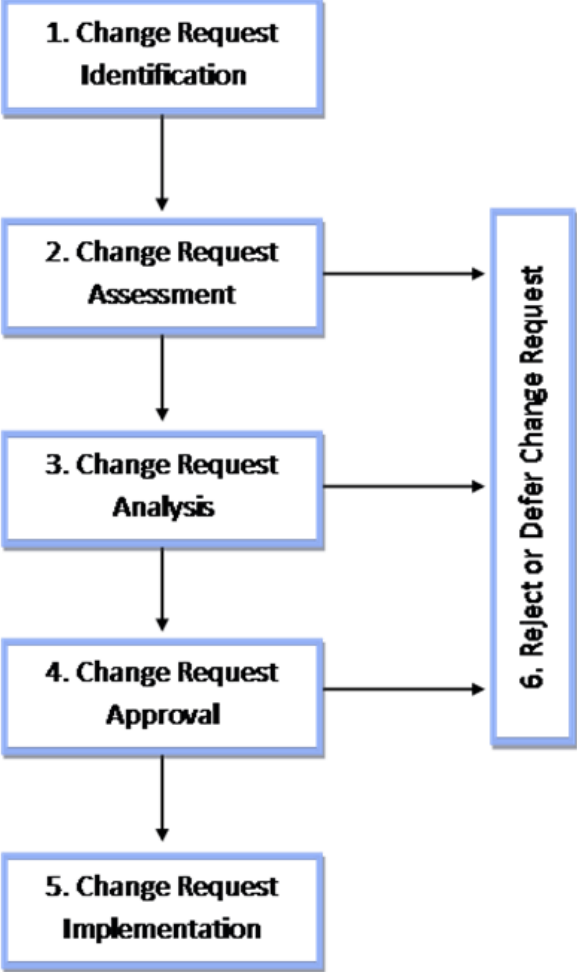 1. Change Request
Identification
2. Change Request
Assessment
3. Change Request
Analysis
4. Change Request
Approval
5. Change Request
Implementation
6. Reject or Defer Change Request